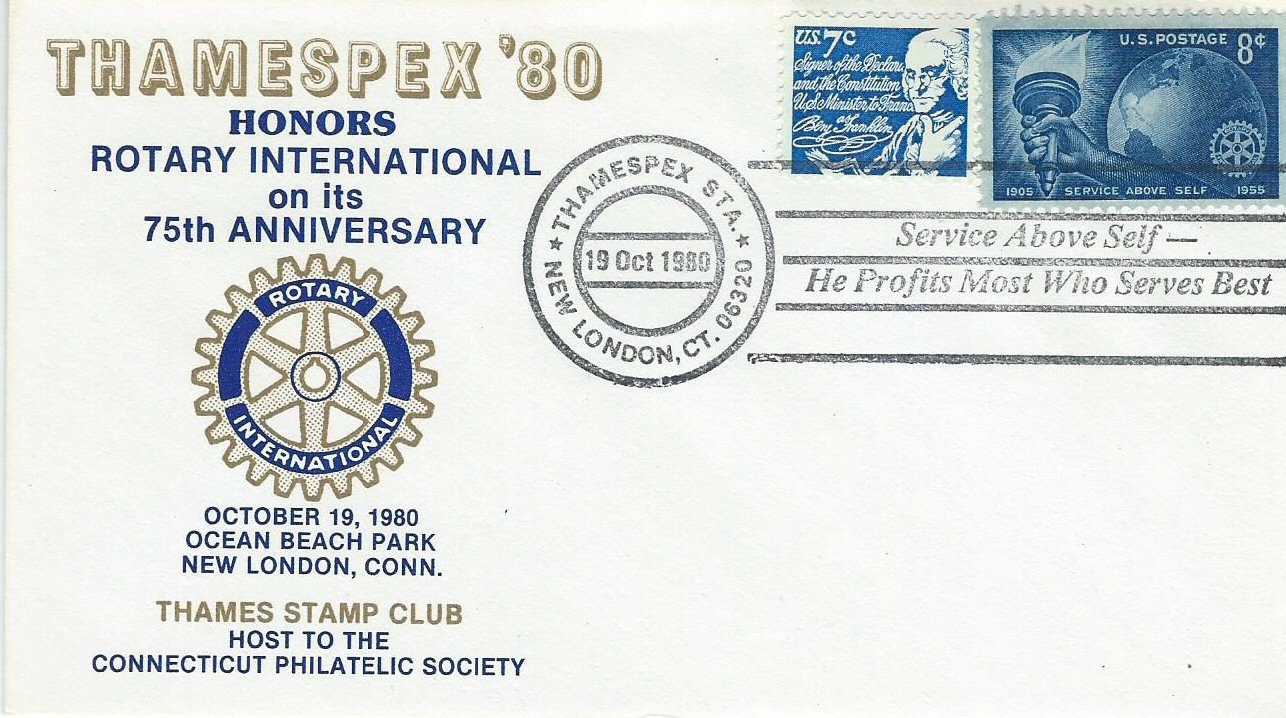 THAMESPEX '80
HONORS
ROTARY INTERNATIONAL
on its
75th ANNIVERSARY
ROTARY
INTERNATIONAL
OCTOBER 19, 1980
OCEAN BEACH PARK
NEW LONDON, CONN.
THAMES STAMP CLUB
HOST TO THE
CONNECTICUT PHILATELIC SOCIETY
THAMESPEX STA.
19 Oct 1980
NEW LONDON, CT. 06320
U.S. 7c
Signer of the Declara
and the Constitution
U.S. Minister to Franc
Benj Franklin
U.S. POSTAGE 8¢
1905 SERVICE ABOVE SELF 1955
Service Above Self —
He Profits Most Who Serves Best